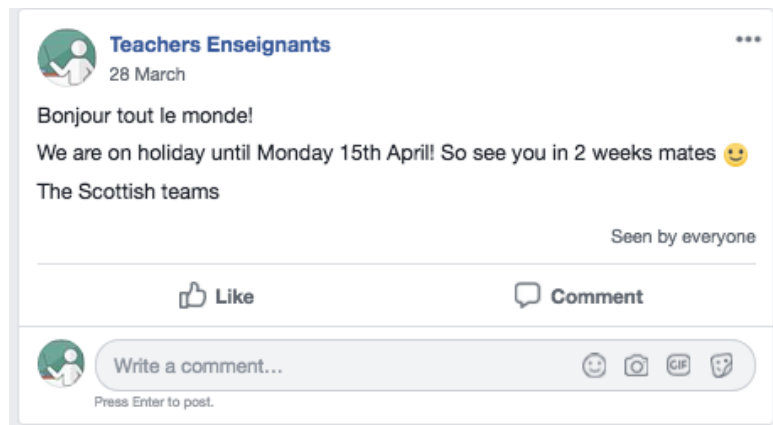 Teachers Enseignants
28 March
Bonjour tout le monde!
We are on holiday until Monday 15th April! So see you in 2 weeks mates 🙂
The Scottish teams
Seen by everyone
Like Comment
Write a comment... GIF
Press Enter to post.